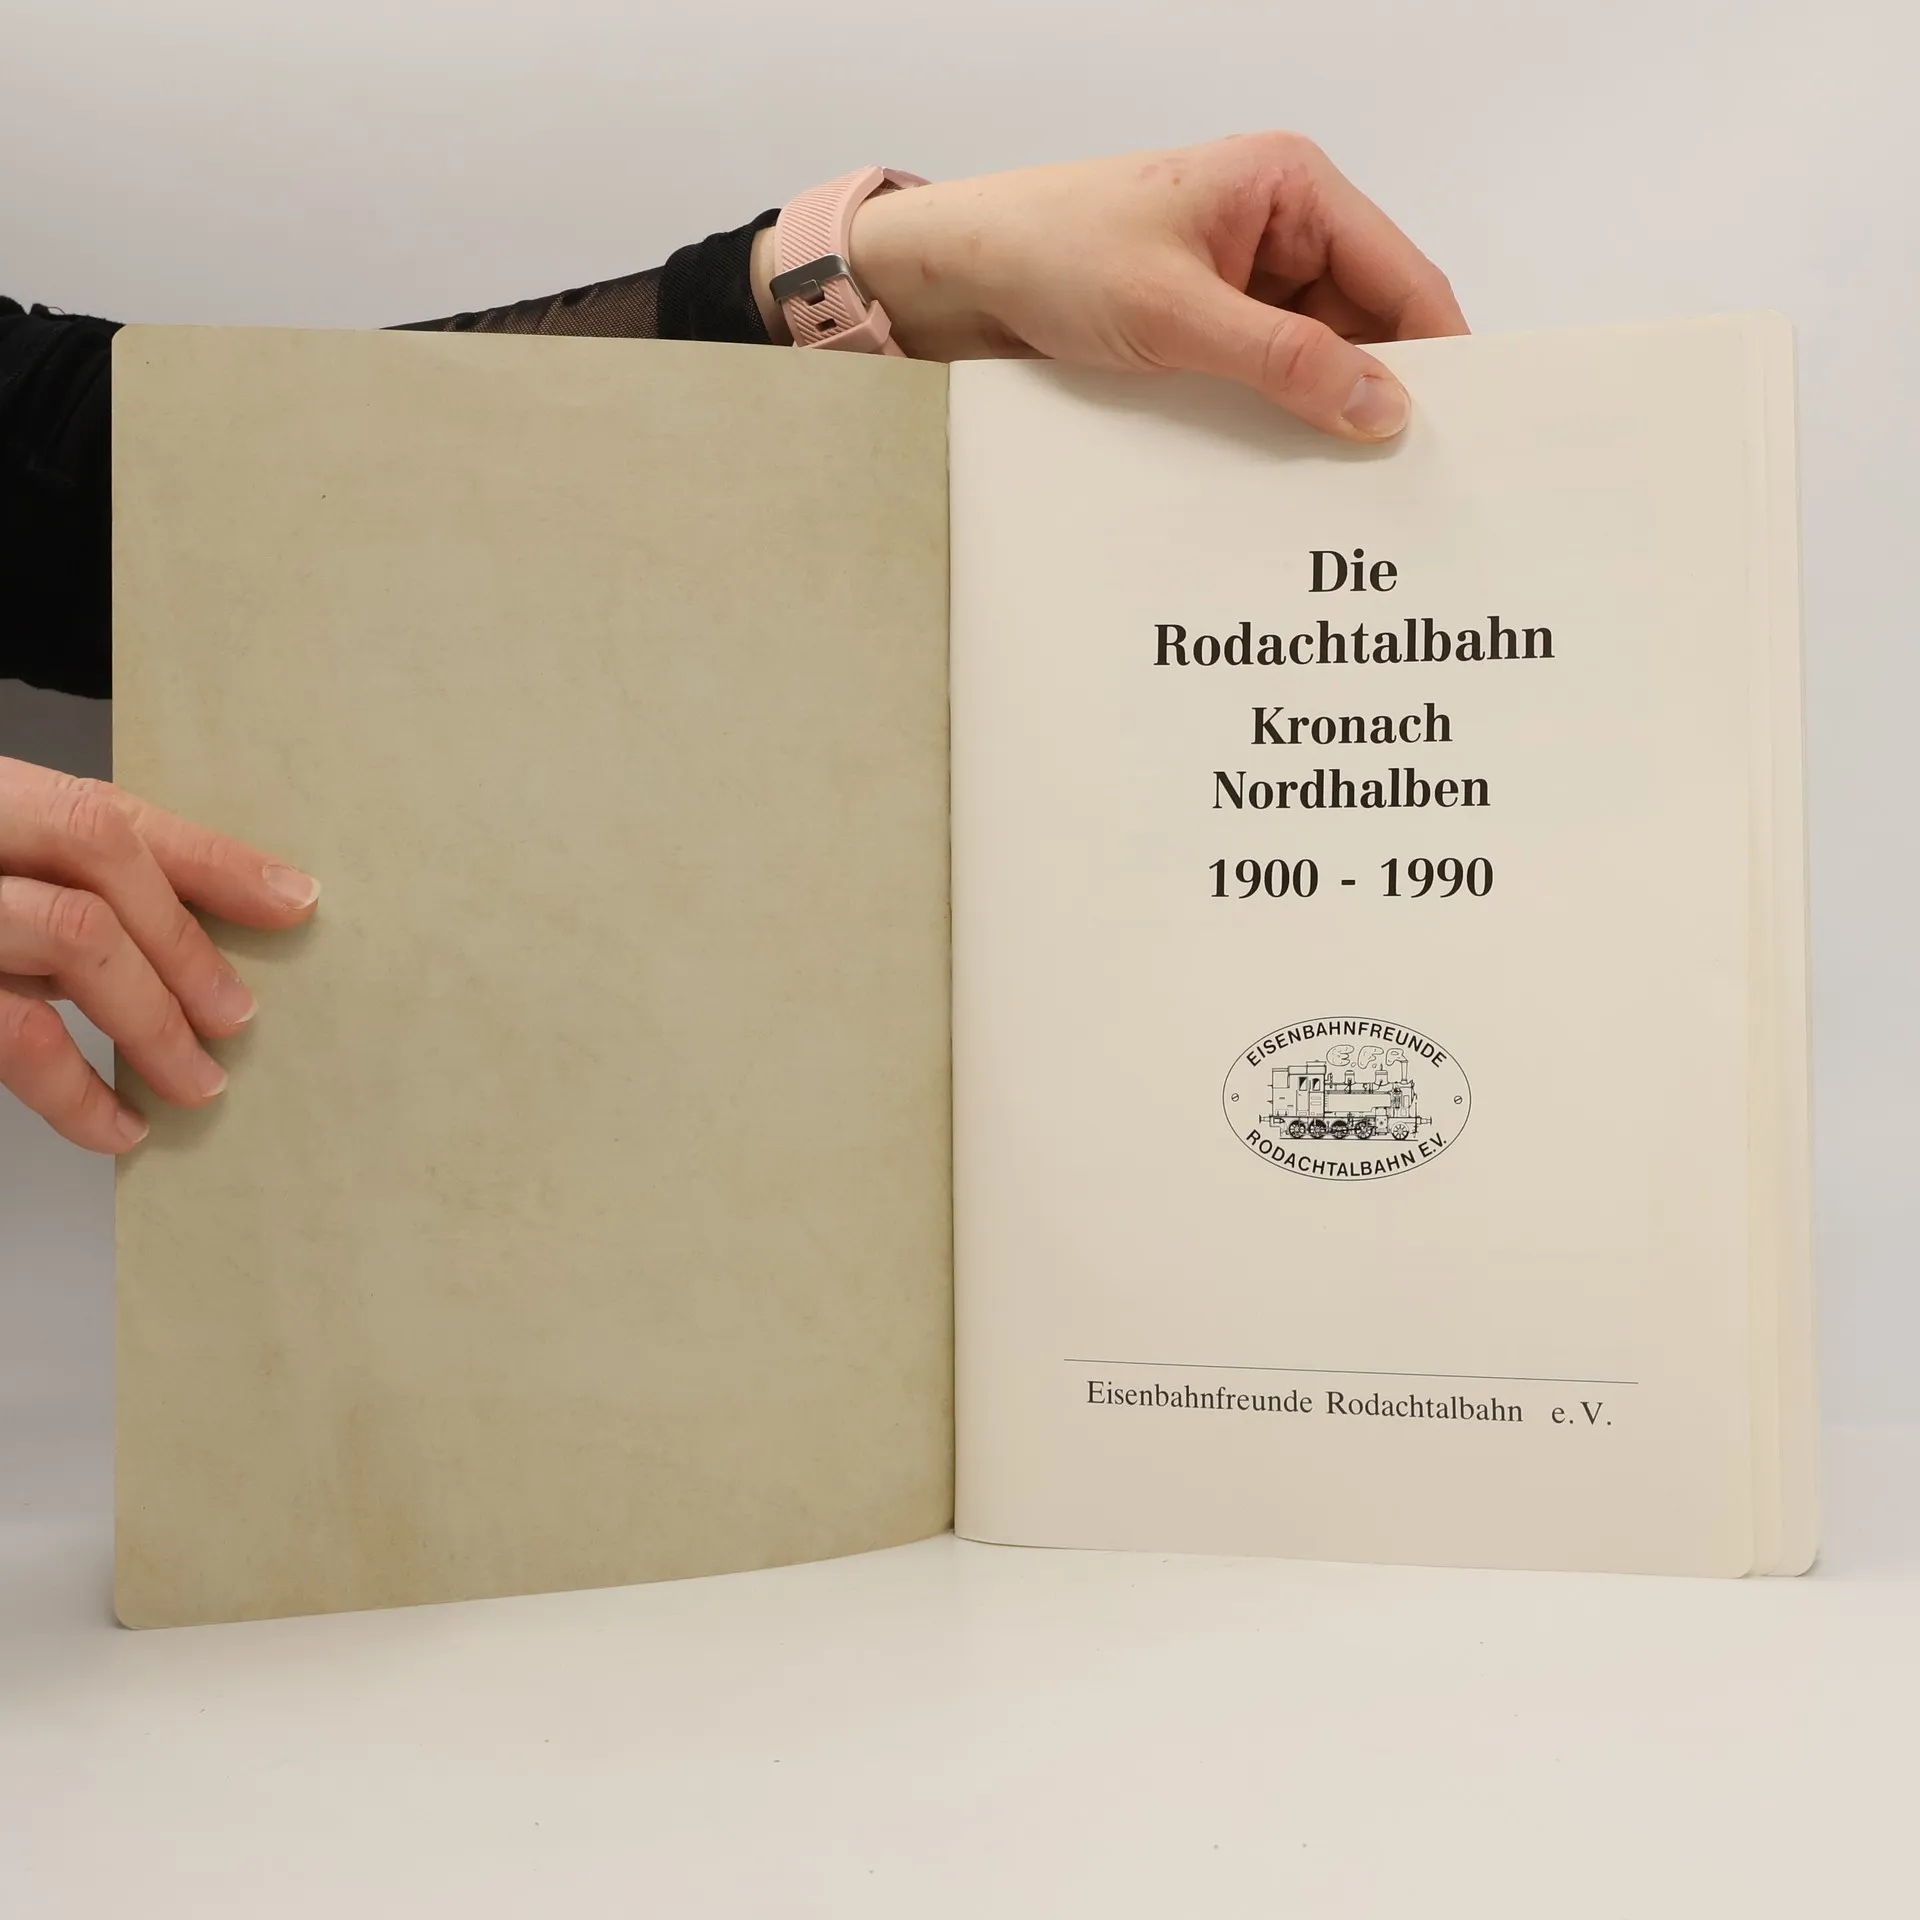 Die
Rodachtalbahn
Kronach
Nordhalben
1900 - 1990
EISENBAHNFREUNDE
E.F.R
RODACHTALBAHN E.V.
Eisenbahnfreunde Rodachtalbahn e.V.